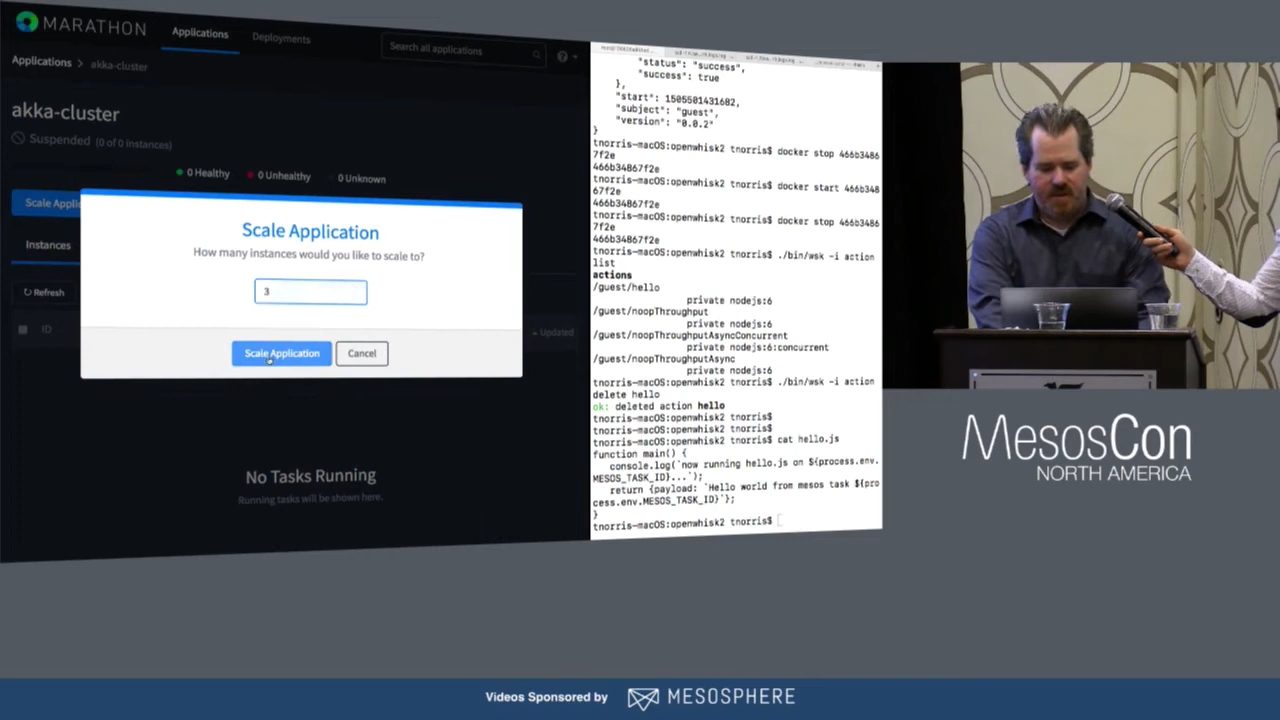 MARATHON
Applications
Deployments
Search all applications
Applications > akka-cluster
akka-cluster
Suspended (0 of 0 instances)
0 Healthy
0 Unhealthy
0 Unknown
Scale Appli
Instances
Refresh
ID
Updated
Scale Application
How many instances would you like to scale to?
3
Scale Application
Cancel
No Tasks Running
Running tasks will be shown here.
"status": "success",
"success": true
},
"start": 1505501431682,
"subject": "guest",
"version": "0.0.2"
}
tnorris-macOS:openwhisk2 tnorris$ docker stop 466b3486
7f2e
466b34867f2e
tnorris-macOS:openwhisk2 tnorris$ docker start 466b348
67f2e
466b34867f2e
tnorris-macOS:openwhisk2 tnorris$ docker stop 466b3486
7f2e
466b34867f2e
tnorris-macOS:openwhisk2 tnorris$ ./bin/wsk -i action
list
actions
/guest/hello
private nodejs:6
/guest/noopThroughput
private nodejs:6
/guest/noopThroughputAsyncConcurrent
private nodejs:6:concurrent
/guest/noopThroughputAsync
private nodejs:6
tnorris-macOS:openwhisk2 tnorris$ ./bin/wsk -i action
delete hello
ok: deleted action hello
tnorris-macOS:openwhisk2 tnorris$
tnorris-macOS:openwhisk2 tnorris$
tnorris-macOS:openwhisk2 tnorris$ cat hello.js
function main() {
console.log(`now running hello.js on ${process.env.
MESOS_TASK_ID}...`);
return {payload: `Hello world from mesos task ${pro
cess.env.MESOS_TASK_ID}`};
}
tnorris-macOS:openwhisk2 tnorris$
MesosCon
NORTH AMERICA
Videos Sponsored by
MESOSPHERE